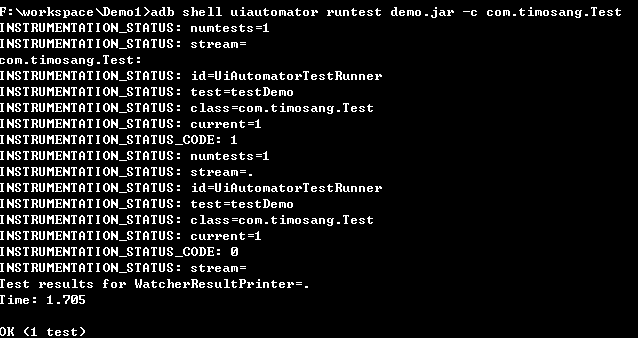 F:\workspace\Demo1>adb shell uiautomator runtest demo.jar -c com.timosang.Test
INSTRUMENTATION_STATUS: numtests=1
INSTRUMENTATION_STATUS: stream=
com.timosang.Test:
INSTRUMENTATION_STATUS: id=UiAutomatorTestRunner
INSTRUMENTATION_STATUS: test=testDemo
INSTRUMENTATION_STATUS: class=com.timosang.Test
INSTRUMENTATION_STATUS: current=1
INSTRUMENTATION_STATUS_CODE: 1
INSTRUMENTATION_STATUS: numtests=1
INSTRUMENTATION_STATUS: stream=.
INSTRUMENTATION_STATUS: id=UiAutomatorTestRunner
INSTRUMENTATION_STATUS: test=testDemo
INSTRUMENTATION_STATUS: class=com.timosang.Test
INSTRUMENTATION_STATUS: current=1
INSTRUMENTATION_STATUS_CODE: 0
INSTRUMENTATION_STATUS: stream=
Test results for WatcherResultPrinter=.
Time: 1.705
OK (1 test)